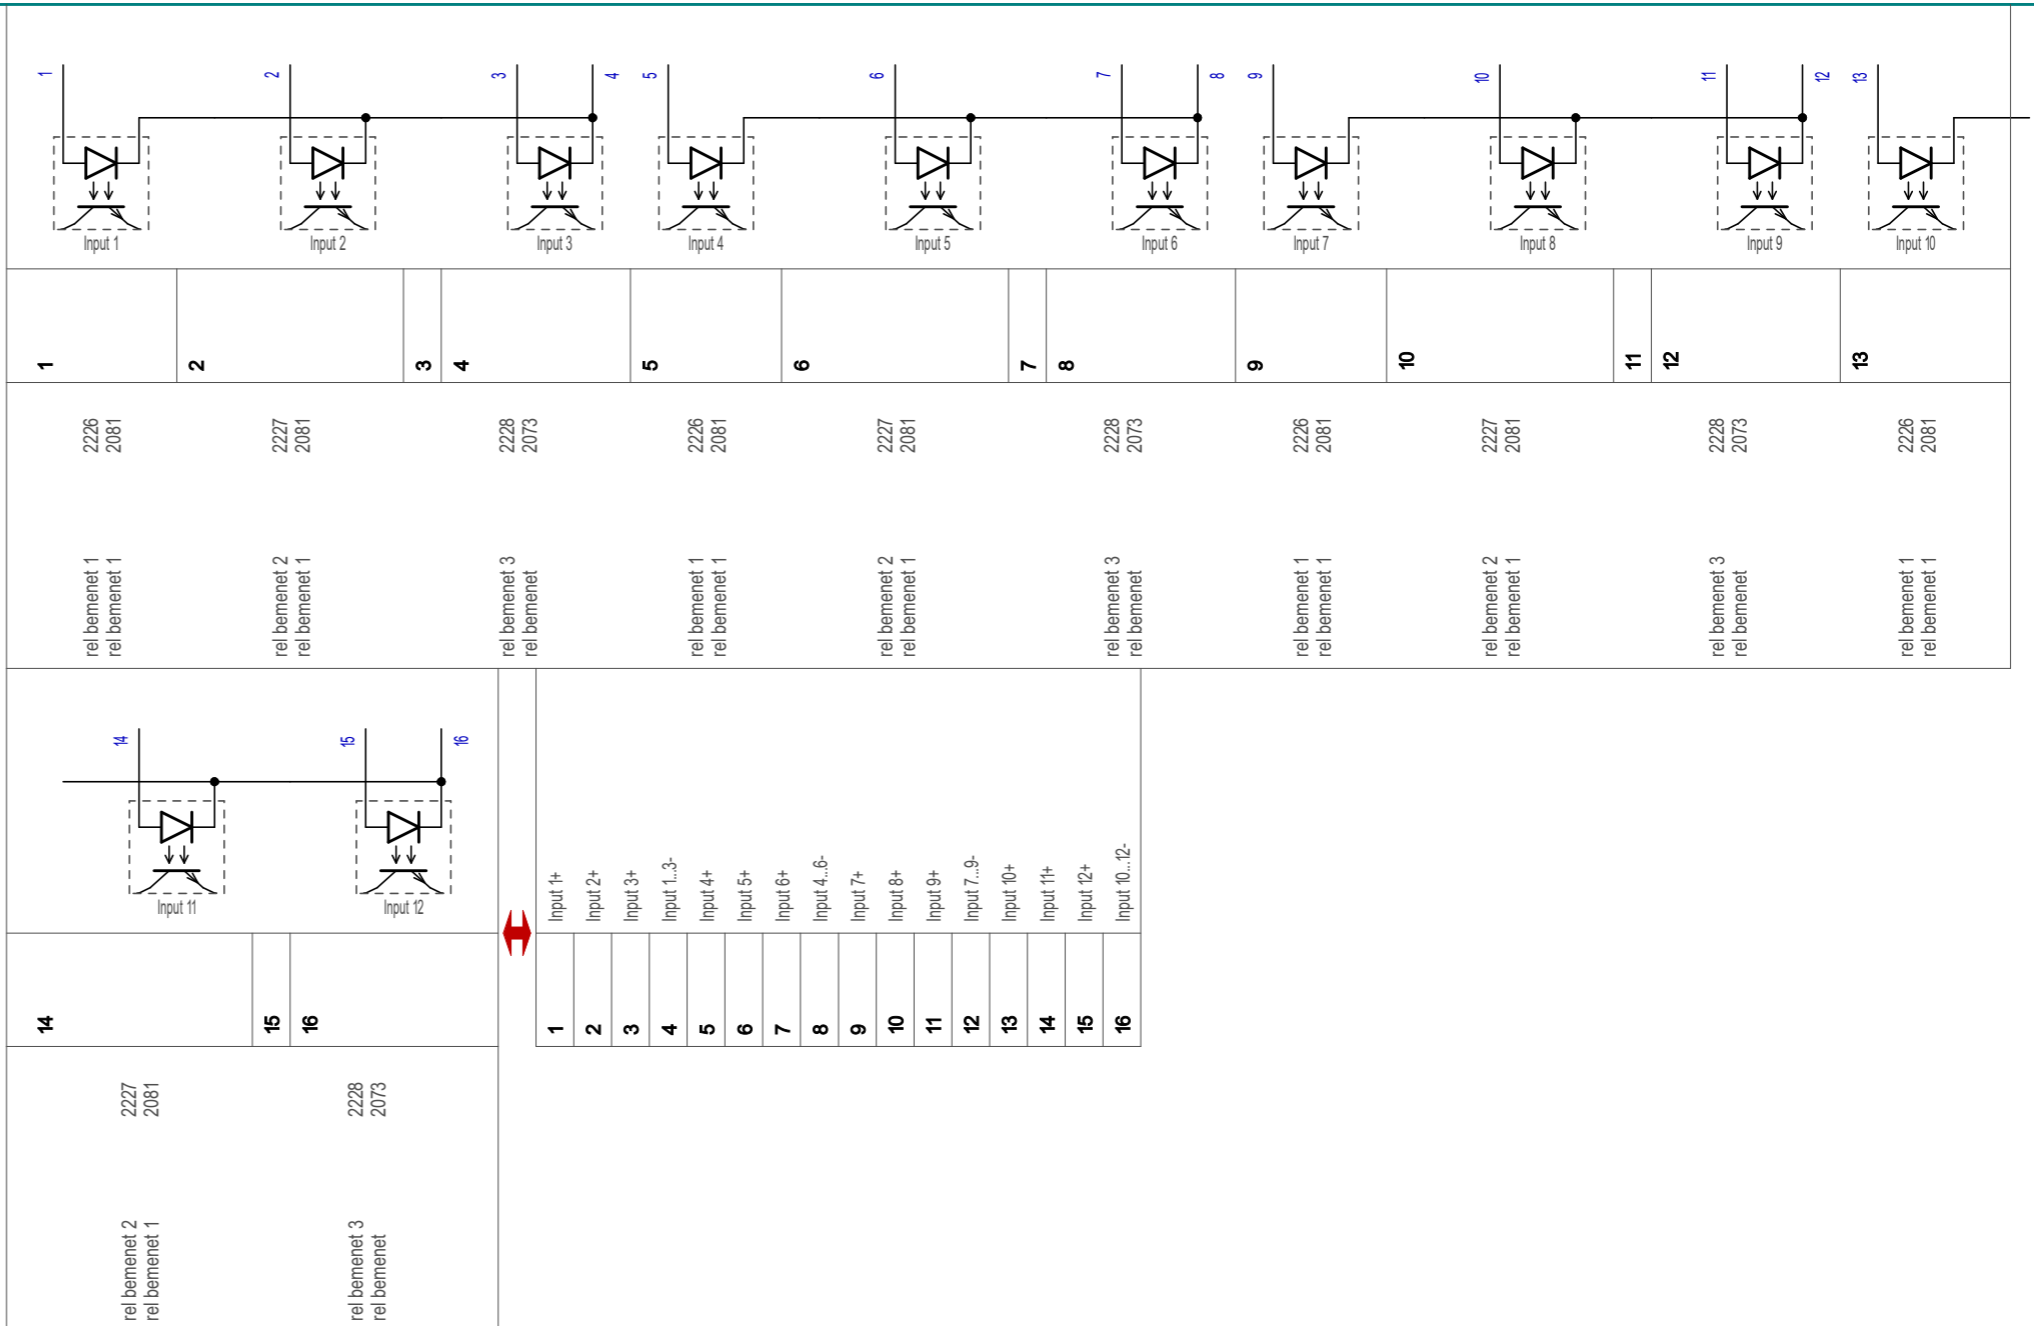 1
2
3
4
5
6
7
8
9
10
11
12
13
Input 1
Input 2
Input 3
Input 4
Input 5
Input 6
Input 7
Input 8
Input 9
Input 10
1
2
3
4
5
6
7
8
9
10
11
12
13
2226
2081
2227
2081
2228
2073
2226
2081
2227
2081
2228
2073
2226
2081
2227
2081
2228
2073
2226
2081
rel bemenet 1
rel bemenet 1
rel bemenet 2
rel bemenet 1
rel bemenet 3
rel bemenet
rel bemenet 1
rel bemenet 1
rel bemenet 2
rel bemenet 1
rel bemenet 3
rel bemenet
rel bemenet 1
rel bemenet 1
rel bemenet 2
rel bemenet 1
rel bemenet 3
rel bemenet
rel bemenet 1
rel bemenet 1
14
15
16
Input 11
Input 12
14
15
16
2227
2081
2228
2073
rel bemenet 2
rel bemenet 1
rel bemenet 3
rel bemenet
Input 1+
Input 2+
Input 3+
Input 1...3-
Input 4+
Input 5+
Input 6+
Input 4...6-
Input 7+
Input 8+
Input 9+
Input 7...9-
Input 10+
Input 11+
Input 12+
Input 10...12-
1
2
3
4
5
6
7
8
9
10
11
12
13
14
15
16